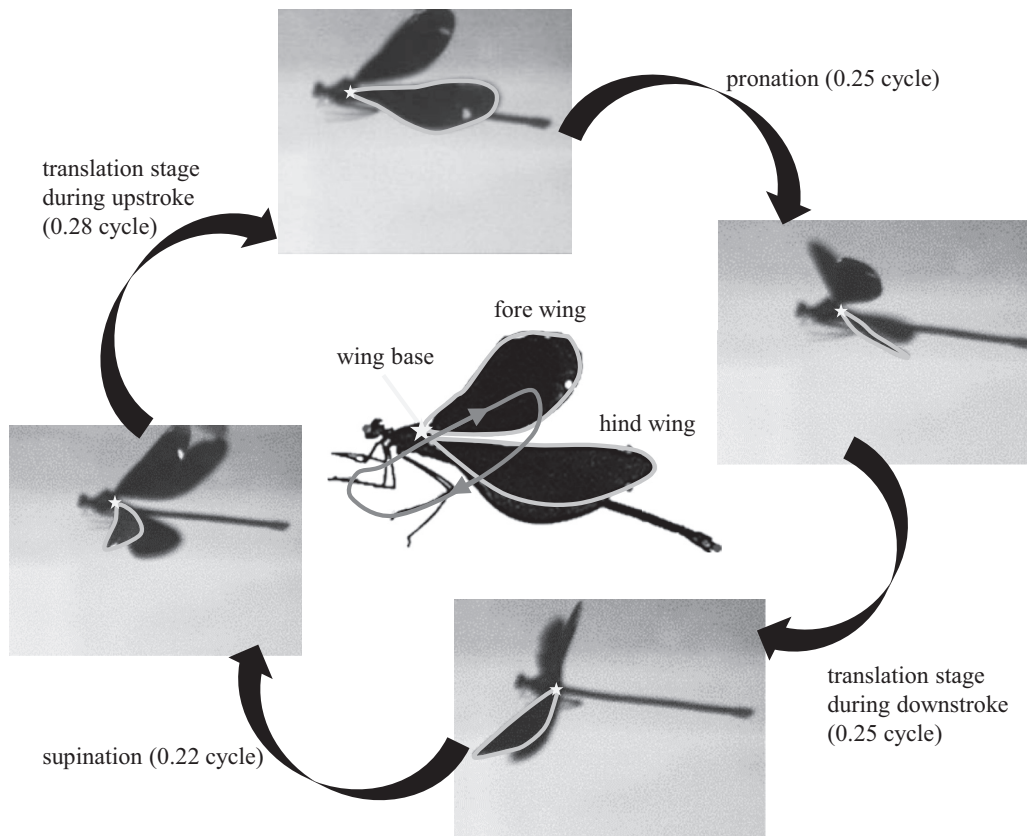 pronation (0.25 cycle)
translation stage
during upstroke
(0.28 cycle)
fore wing
wing base
hind wing
translation stage
during downstroke
(0.25 cycle)
supination (0.22 cycle)